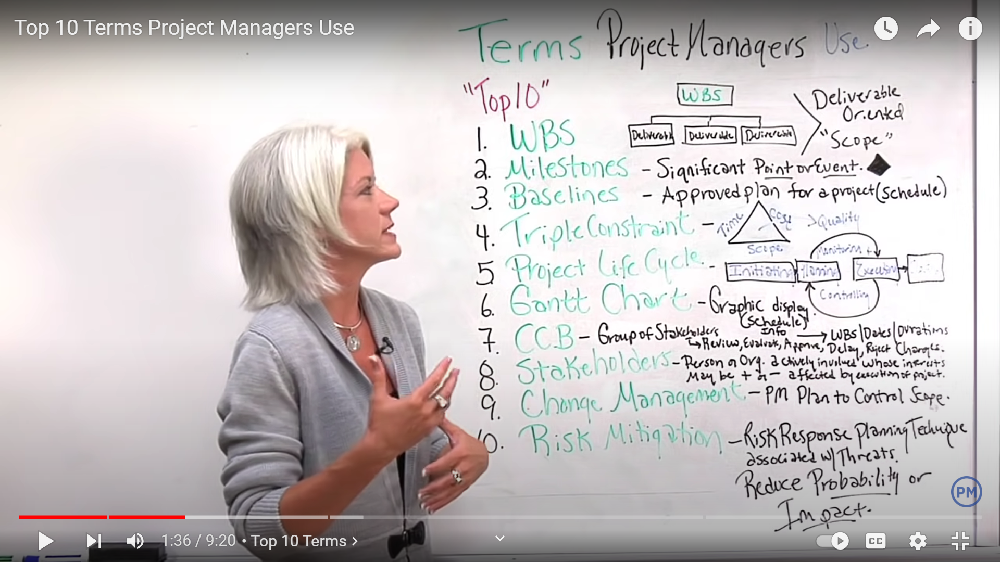 Top 10 Terms Project Managers Use
Terms Project Managers Use.
"Top 10"
WBS
Deliverable
Deliverable
Deliverable
Deliverable
Oriented
"Scope"
1. WBS
2. Milestones - Significant Point or Event.
3. Baselines - Approved plan for a project (schedule)
4. Triple Constraint -
Time
Cost
Scope
> Quality
5 Project Life Cycle -
Initiating
Planning
Executing
Monitoring +
Controlling
6. Gantt Chart - Graphic display
(schedule)
Info
→ WBS/Dates/Durations
7. CCB - Group of Stakeholders
↳ Review, Evaluate, Approve, Delay, Reject Changes.
8. Stakeholders - Person or Org. actively involved whose interests
May be + or - affected by execution of project.
9. Change Management - PM Plan to Control Scope.
10. Risk Mitigation - Risk Response Planning Technique
associated w/ Threats.
Reduce Probability or
Impact.
PM
1:36 / 9:20 • Top 10 Terms >
CC